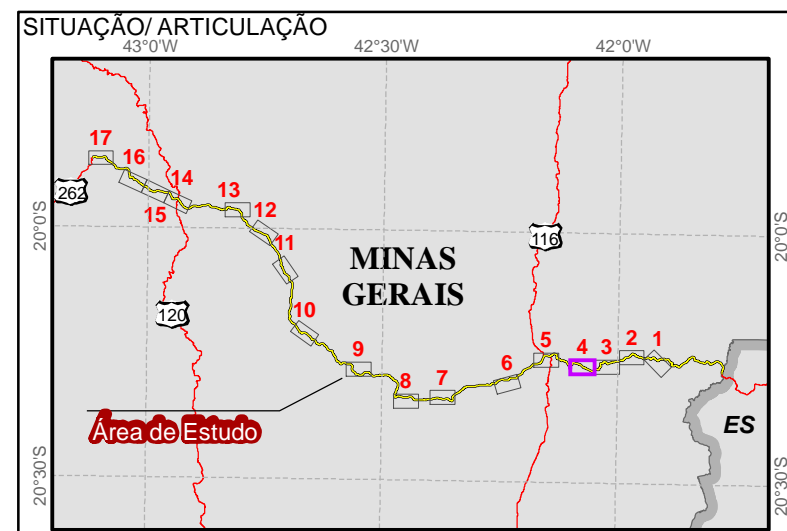 SITUAÇÃO/ ARTICULAÇÃO
43°0'W
42°30'W
42°0'W
17
16
15
14
13
12
11
10
9
8
7
6
5
4
3
2
1
262
120
116
20°0'S
20°0'S
20°30'S
20°30'S
MINAS
GERAIS
ES
Área de Estudo